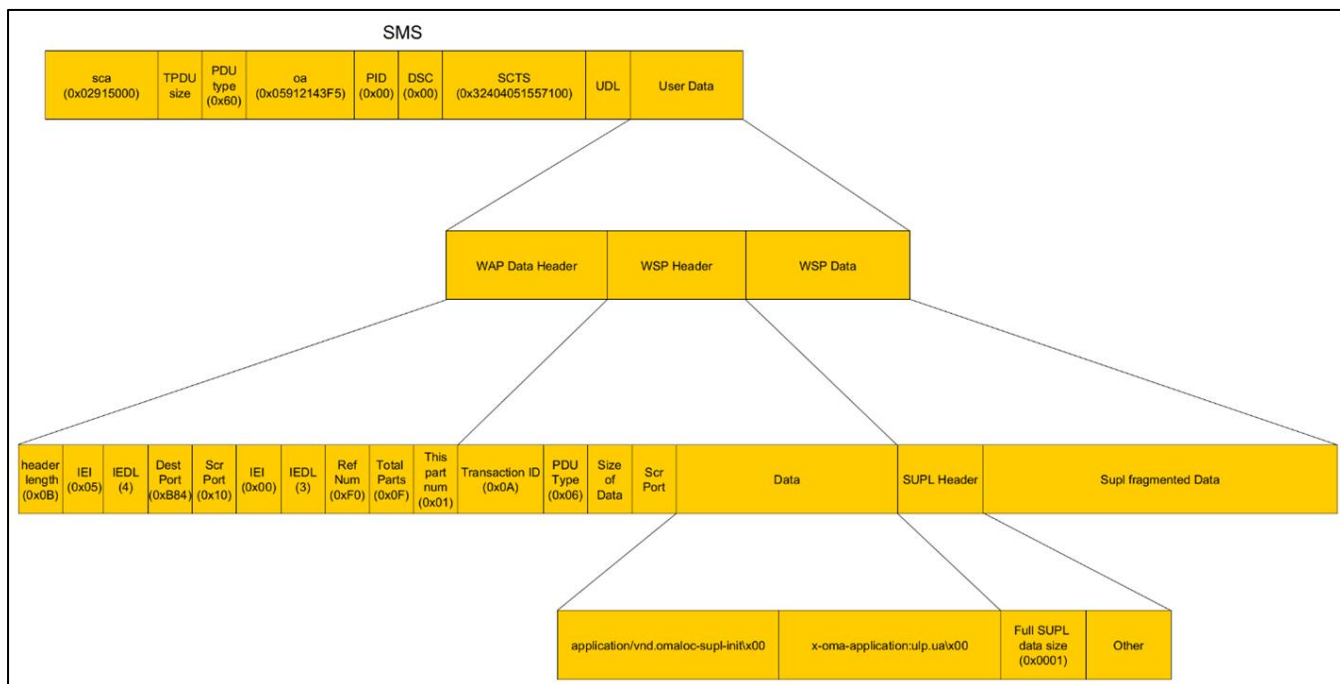 SMS
sca
(0x02915000)
TPDU
size
PDU
type
(0x60)
oa
(0x05912143F5)
PID
(0x00)
DSC
(0x00)
SCTS
(0x32404051557100)
UDL
User Data
WAP Data Header
WSP Header
WSP Data
header
length
(0x0B)
IEI
(0x05)
IEDL
(4)
Dest
Port
(0xB84)
Scr
Port
(0x10)
IEI
(0x00)
IEDL
(3)
Ref
Num
(0xF0)
Total
Parts
(0x0F)
This
part
num
(0x01)
Transaction ID
(0x0A)
PDU
Type
(0x06)
Size
of
Data
Scr
Port
Data
SUPL Header
Supl fragmented Data
application/vnd.omaloc-supl-init\x00
x-oma-application:ulp.ua\x00
Full SUPL
data size
(0x0001)
Other